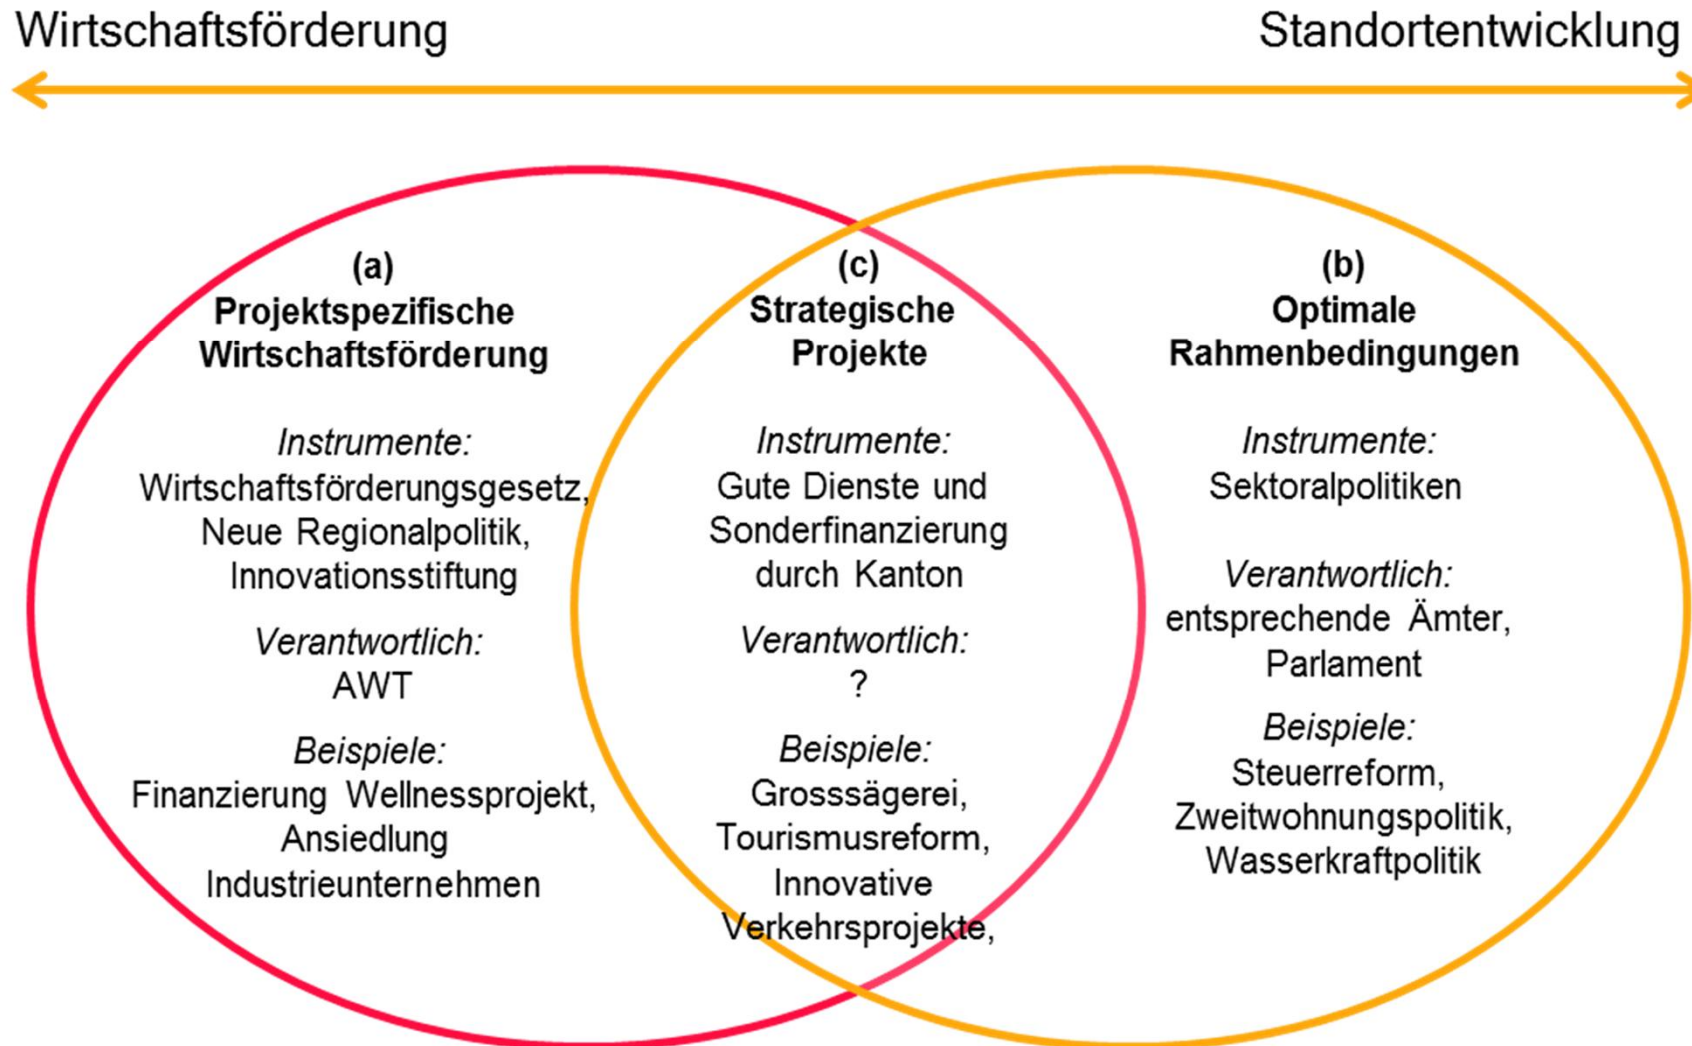 Wirtschaftsförderung
Standortentwicklung
(a)
Projektspezifische
Wirtschaftsförderung
Instrumente:
Wirtschaftsförderungsgesetz,
Neue Regionalpolitik,
Innovationsstiftung
Verantwortlich:
AWT
Beispiele:
Finanzierung Wellnessprojekt,
Ansiedlung
Industrieunternehmen
(c)
Strategische
Projekte
Instrumente:
Gute Dienste und
Sonderfinanzierung
durch Kanton
Verantwortlich:
?
Beispiele:
Grosssägerei,
Tourismusreform,
Innovative
Verkehrsprojekte,
(b)
Optimale
Rahmenbedingungen
Instrumente:
Sektoralpolitiken
Verantwortlich:
entsprechende Ämter,
Parlament
Beispiele:
Steuerreform,
Zweitwohnungspolitik,
Wasserkraftpolitik